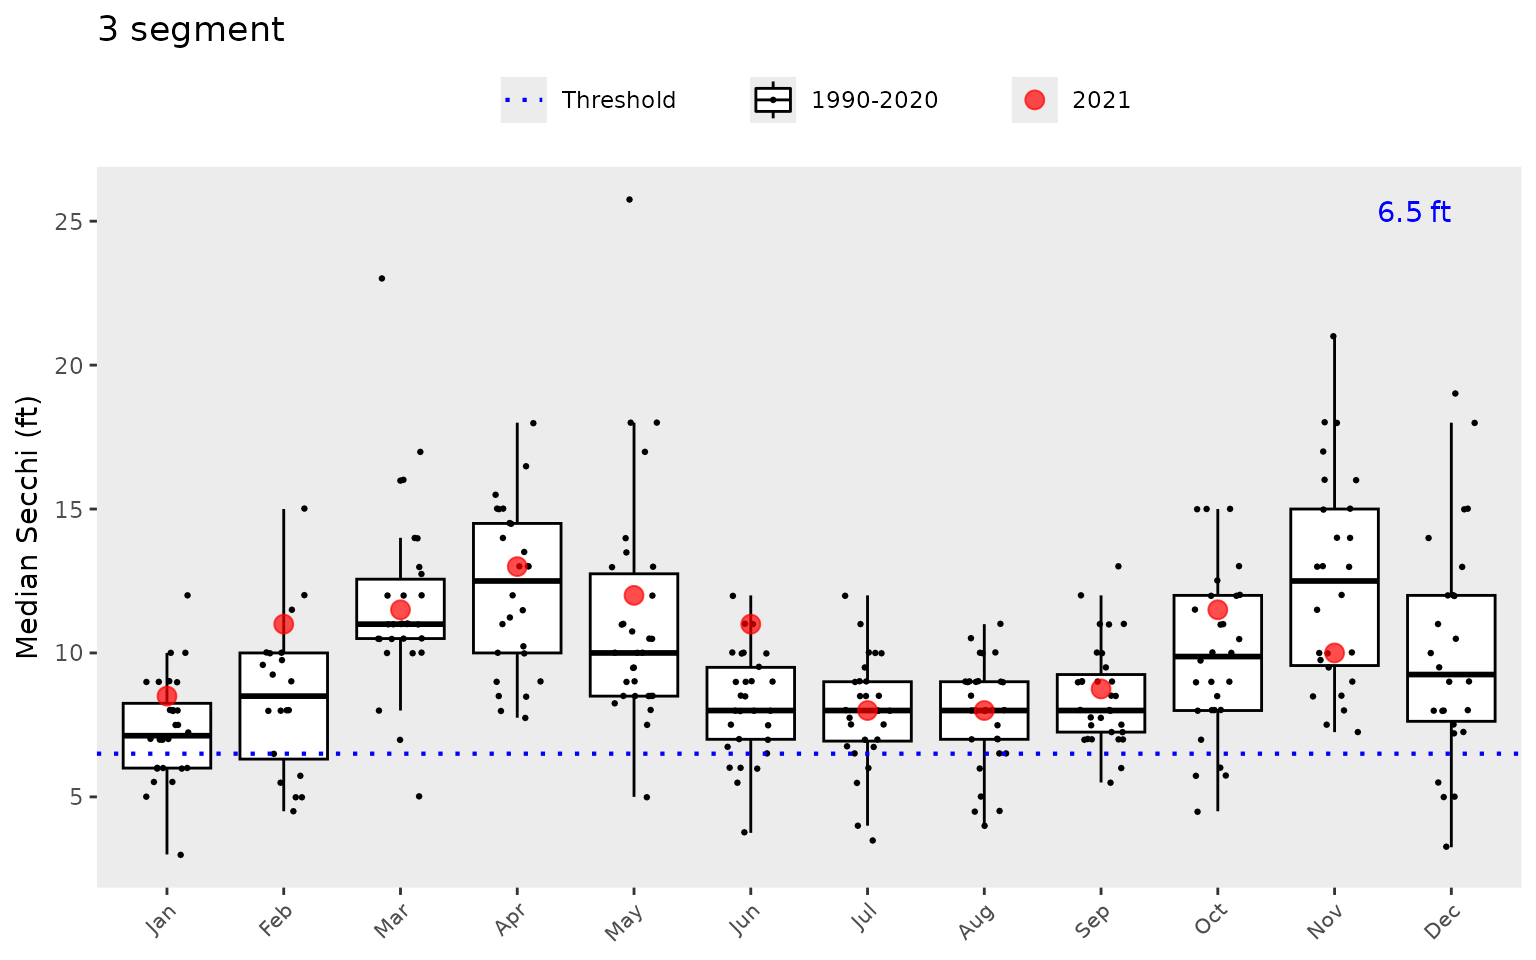 3 segment
Threshold
1990-2020
2021
6.5 ft
Median Secchi (ft)
25
20
15
10
5
Jan
Feb
Mar
Apr
May
Jun
Jul
Aug
Sep
Oct
Nov
Dec